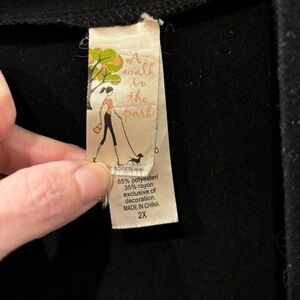 A
walk
in
the
park
65% polyester/
35% rayon
exclusive of
decoration.
MADE IN CHINA
2X